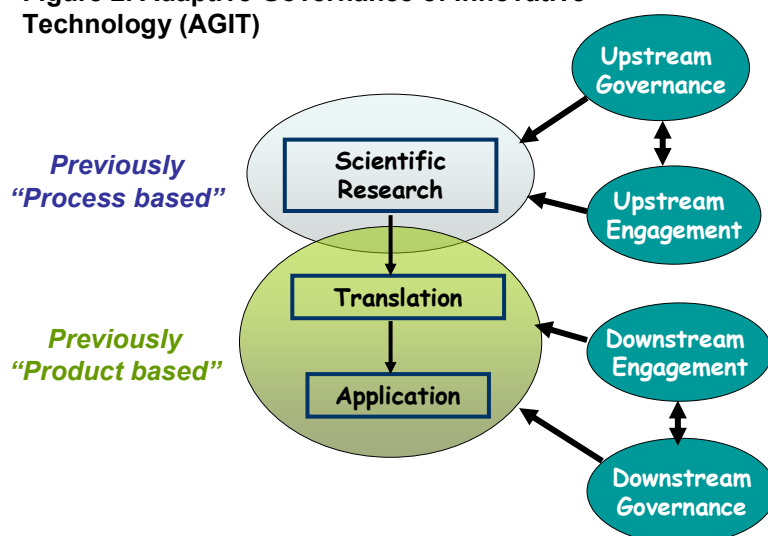 Technology (AGIT)
Upstream
Governance
Previously
“Process based”
Scientific
Research
Upstream
Engagement
Translation
Previously
“Product based”
Downstream
Engagement
Application
Downstream
Governance